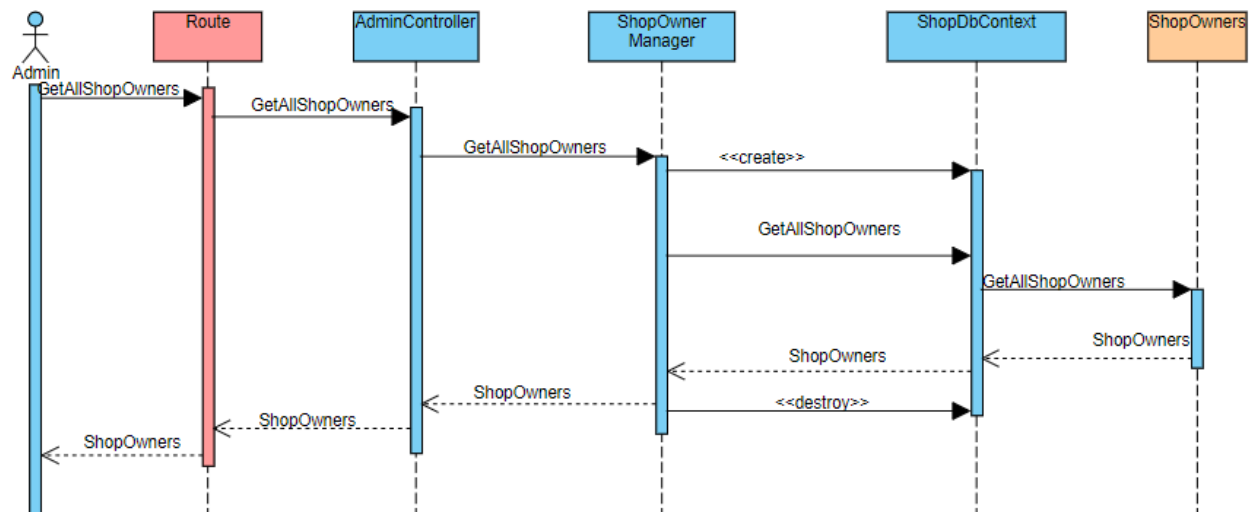 Route
AdminController
ShopOwner
Manager
ShopDbContext
ShopOwners
Admin
GetAllShopOwners
GetAllShopOwners
GetAllShopOwners
<<create>>
GetAllShopOwners
GetAllShopOwners
ShopOwners
ShopOwners
ShopOwners
<<destroy>>
ShopOwners
ShopOwners